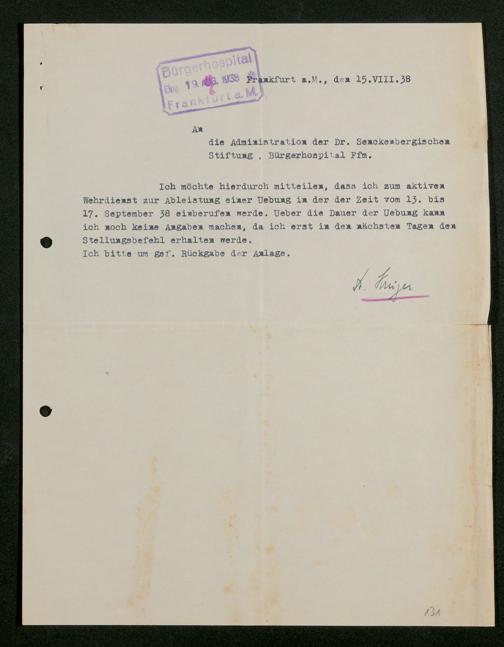 Bürgerhospital
Eing. 19. AUG. 1938
Frankfurt a. M.
Frankfurt a.M., den 15.VIII.38
An
die Administration der Dr. Senckenbergischen
Stiftung , Bürgerhospital Ffm.
Ich möchte hierdurch mitteilen, dass ich zum aktiven
Wehrdienst zur Ableistung einer Uebung in der der Zeit vom 13. bis
17. September 38 einberufen werde. Ueber die Dauer der Uebung kann
ich noch keine Angaben machen, da ich erst in den nächsten Tagen den
Stellungsbefehl erhalten werde.
Ich bitte um gef. Rückgabe der Anlage.
131